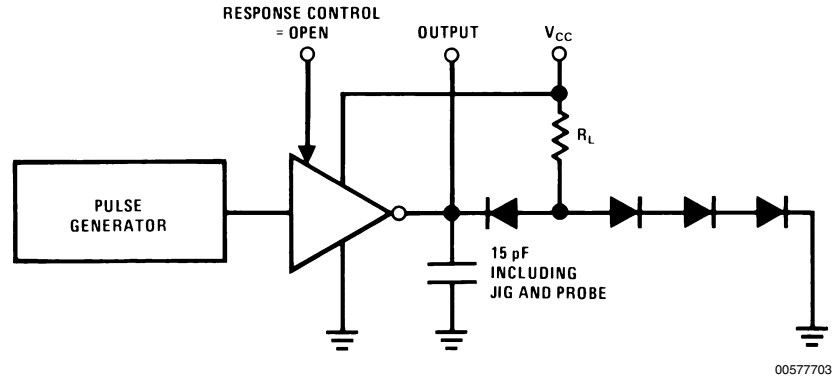 RESPONSE CONTROL
= OPEN
OUTPUT
VCC
RL
PULSE
GENERATOR
15 pF
INCLUDING
JIG AND PROBE
00577703